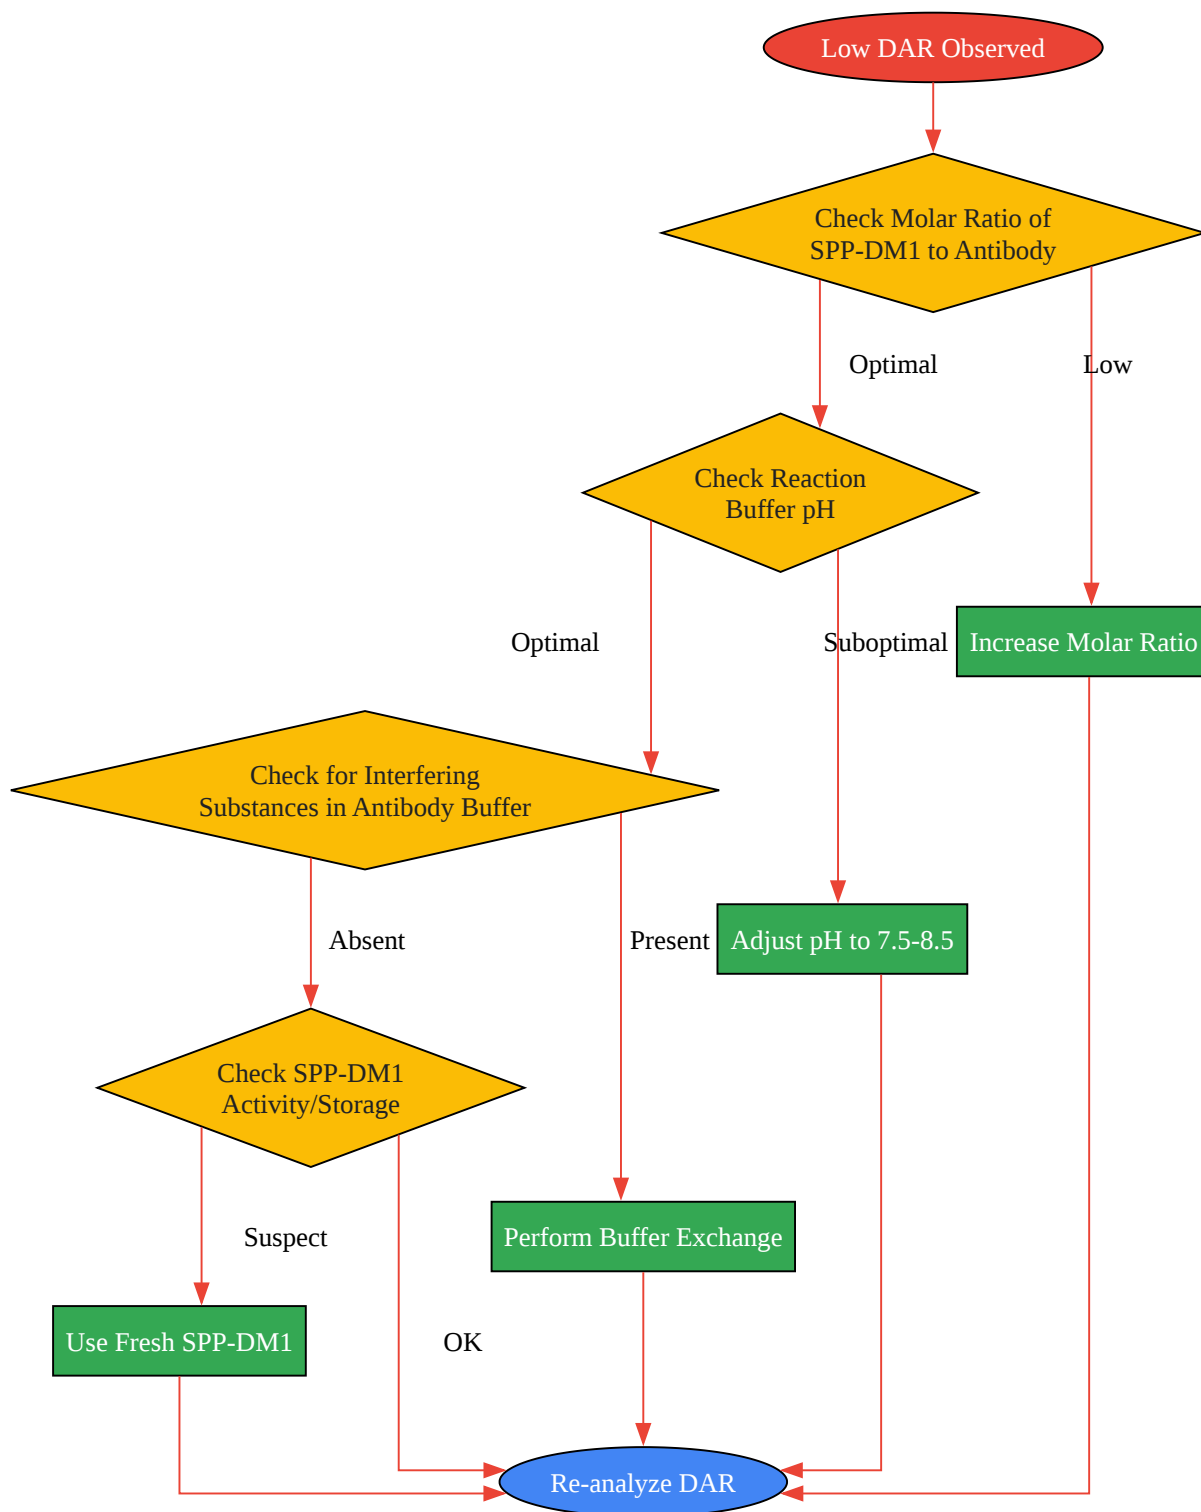 Low DAR Observed
Check Molar Ratio of
SPP-DM1 to Antibody
Optimal
Low
Check Reaction
Buffer pH
Optimal
Suboptimal
Increase Molar Ratio
Check for Interfering
Substances in Antibody Buffer
Absent
Present
Adjust pH to 7.5-8.5
Check SPP-DM1
Activity/Storage
Suspect
Perform Buffer Exchange
Use Fresh SPP-DM1
OK
Re-analyze DAR